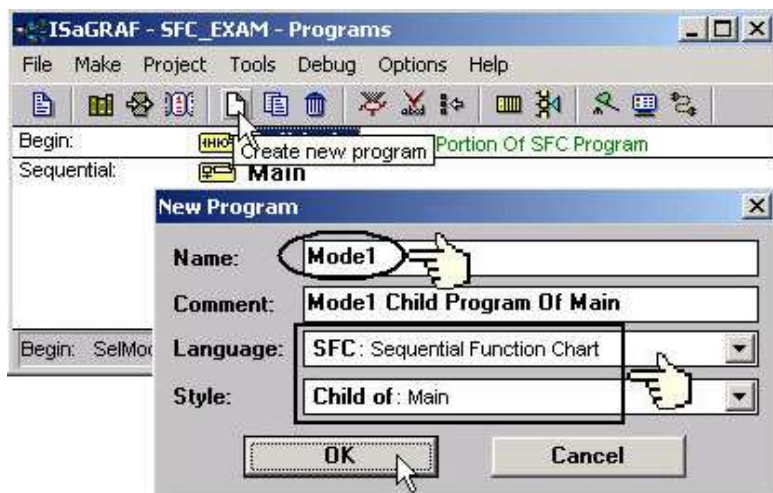 ISaGRAF - SFC_EXAM - Programs
File Make Project Tools Debug Options Help
Begin: Portion Of SFC Program
Create new program
Sequential: Main
New Program
Name: Mode1
Comment: Mode1 Child Program Of Main
Language: SFC : Sequential Function Chart
Style: Child of : Main
Begin: SelMod
OK Cancel